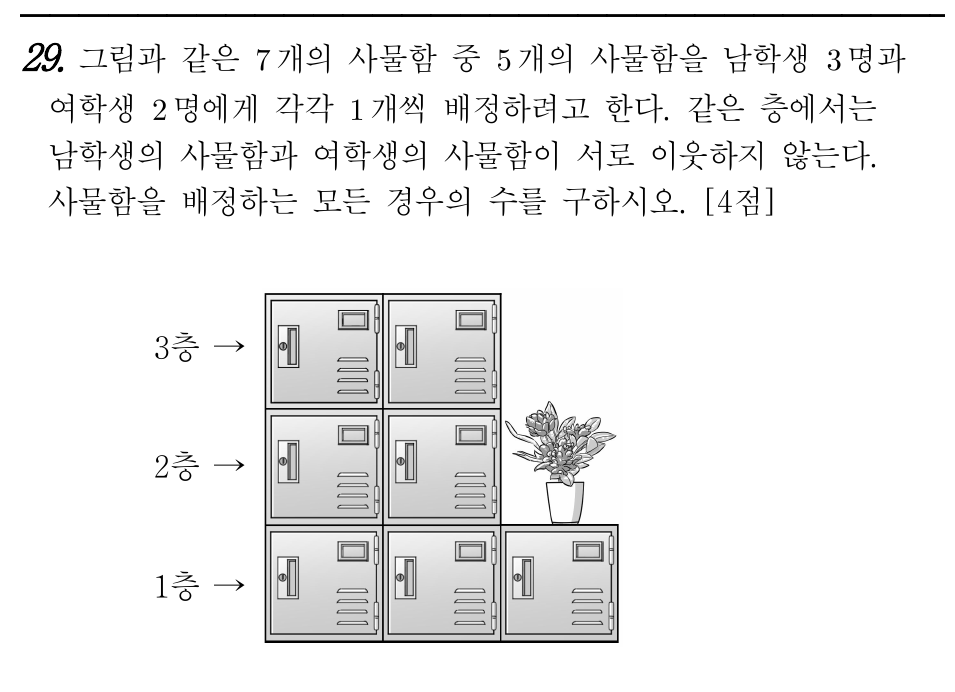 29. 그림과 같은 7개의 사물함 중 5개의 사물함을 남학생 3명과
여학생 2명에게 각각 1개씩 배정하려고 한다. 같은 층에서는
남학생의 사물함과 여학생의 사물함이 서로 이웃하지 않는다.
사물함을 배정하는 모든 경우의 수를 구하시오. [4점]
3층 →
2층 →
1층 →